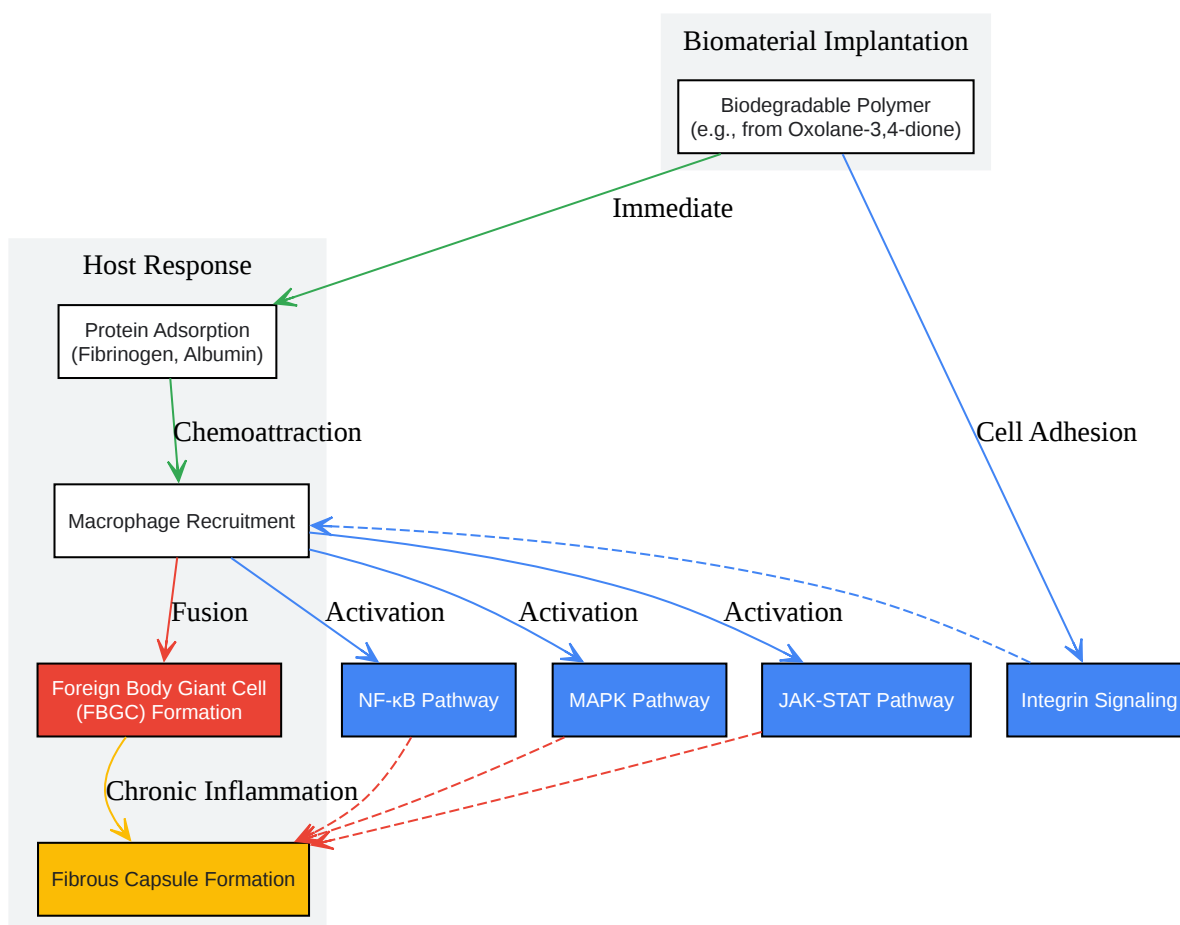 Biomaterial Implantation
Biodegradable Polymer
(e.g., from Oxolane-3,4-dione)
Immediate
Host Response
Protein Adsorption
(Fibrinogen, Albumin)
Chemoattraction
Cell Adhesion
Macrophage Recruitment
Fusion
Activation
Activation
Activation
Foreign Body Giant Cell
(FBGC) Formation
NF-κB Pathway
MAPK Pathway
JAK-STAT Pathway
Integrin Signaling
Chronic Inflammation
Fibrous Capsule Formation